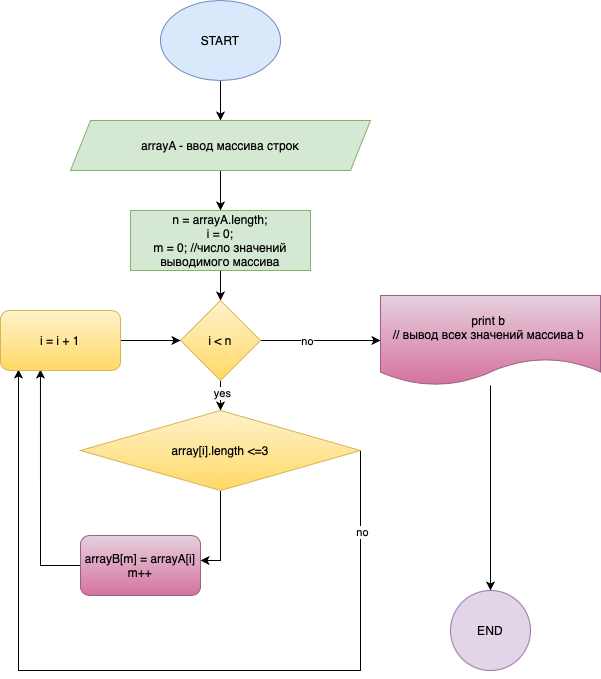 START
arrayA - ввод массива строк
n = arrayA.length;
i = 0;
m = 0; //число значений
выводимого массива
i = i + 1
i < n
no
print b
// вывод всех значений массива b
yes
array[i].length <=3
no
arrayB[m] = arrayA[i]
m++
END